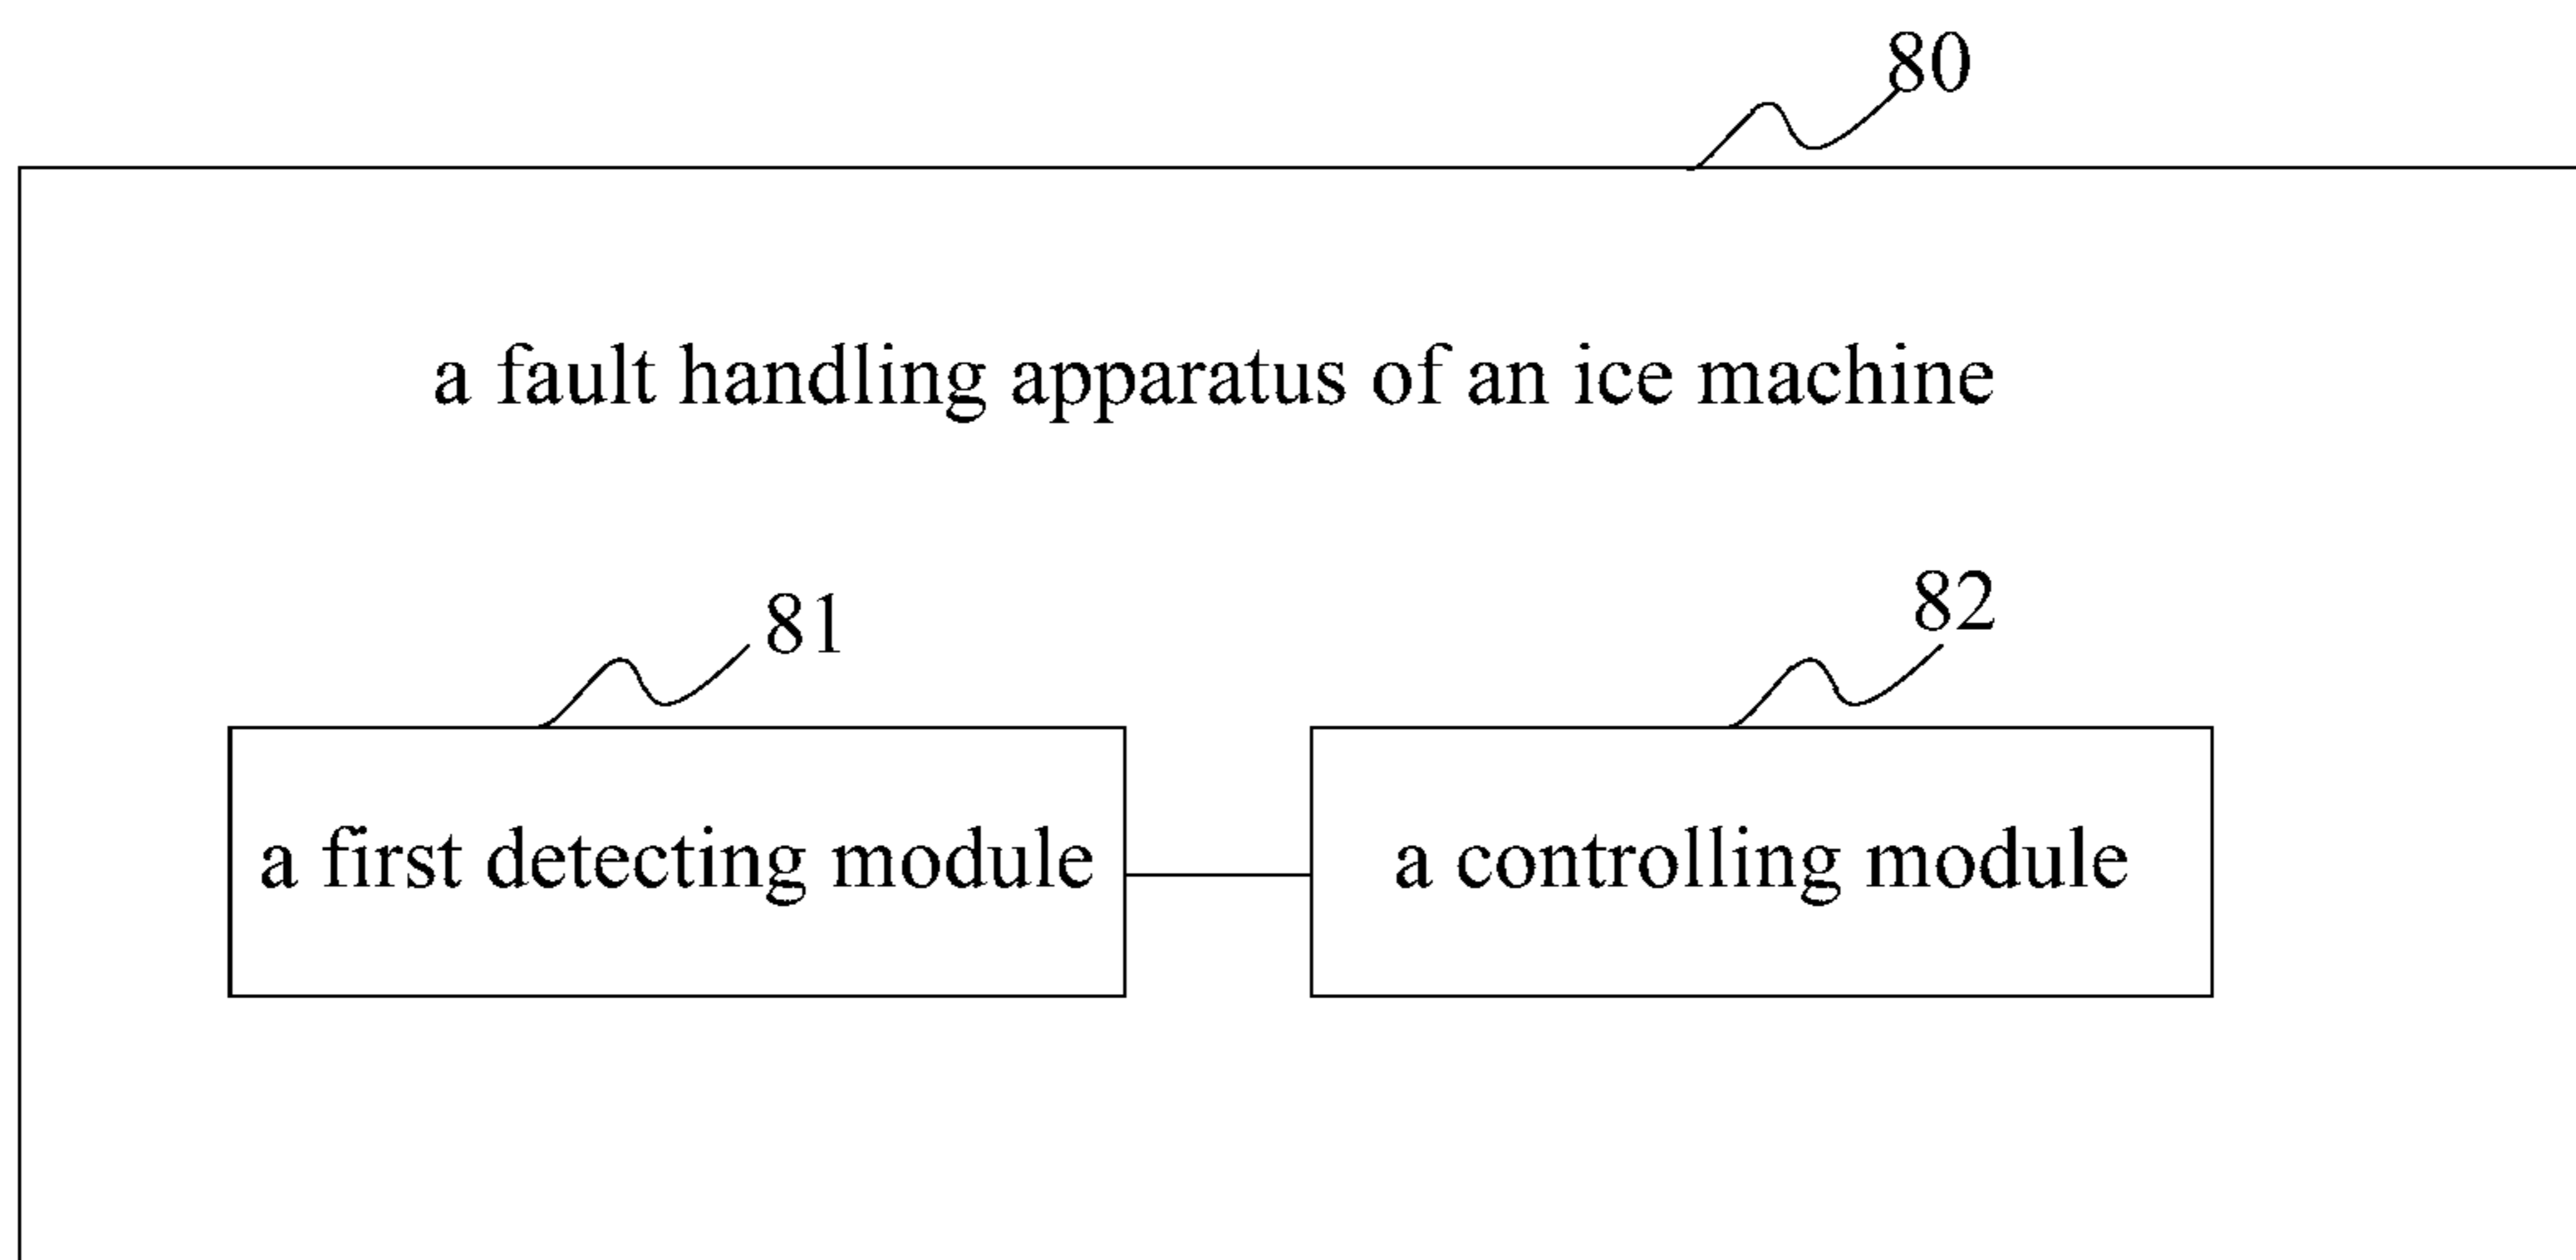 80
a fault handling apparatus of an ice machine
81
82
a first detecting module
a controlling module